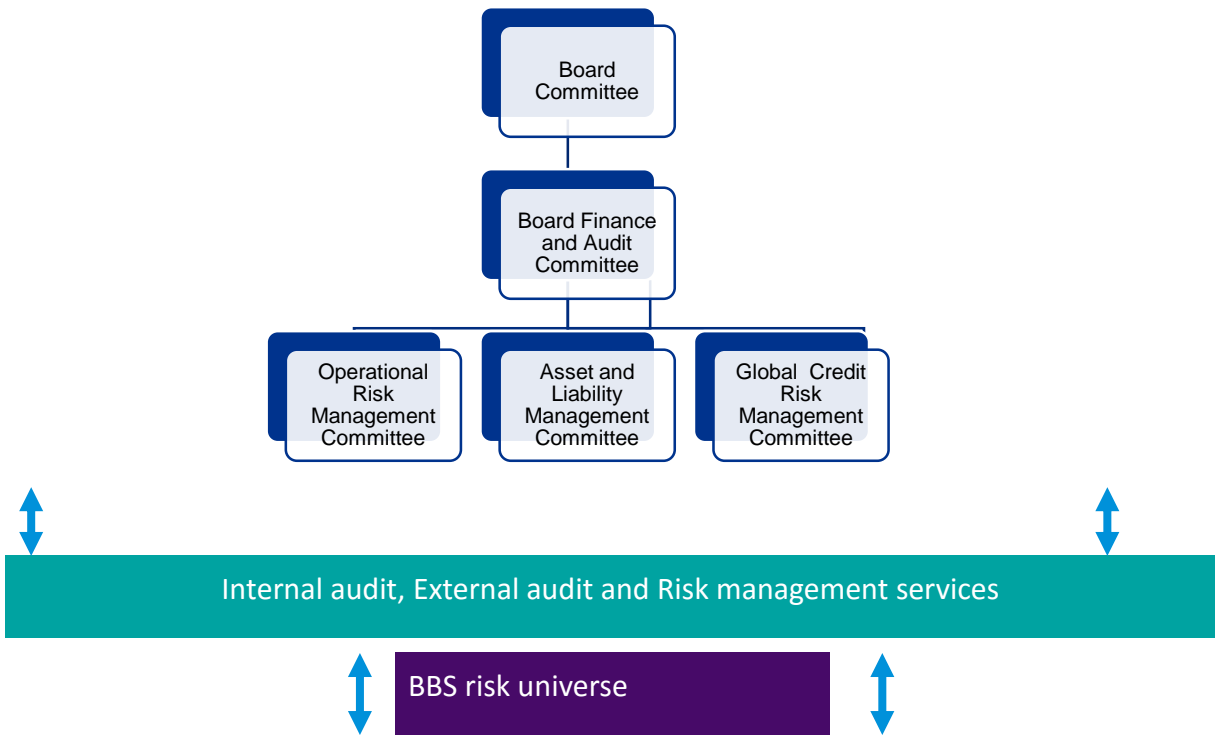 Board
Committee
Board Finance
and Audit
Committee
Operational
Risk
Management
Committee
Asset and
Liability
Management
Committee
Global Credit
Risk
Management
Committee
Internal audit, External audit and Risk management services
BBS risk universe